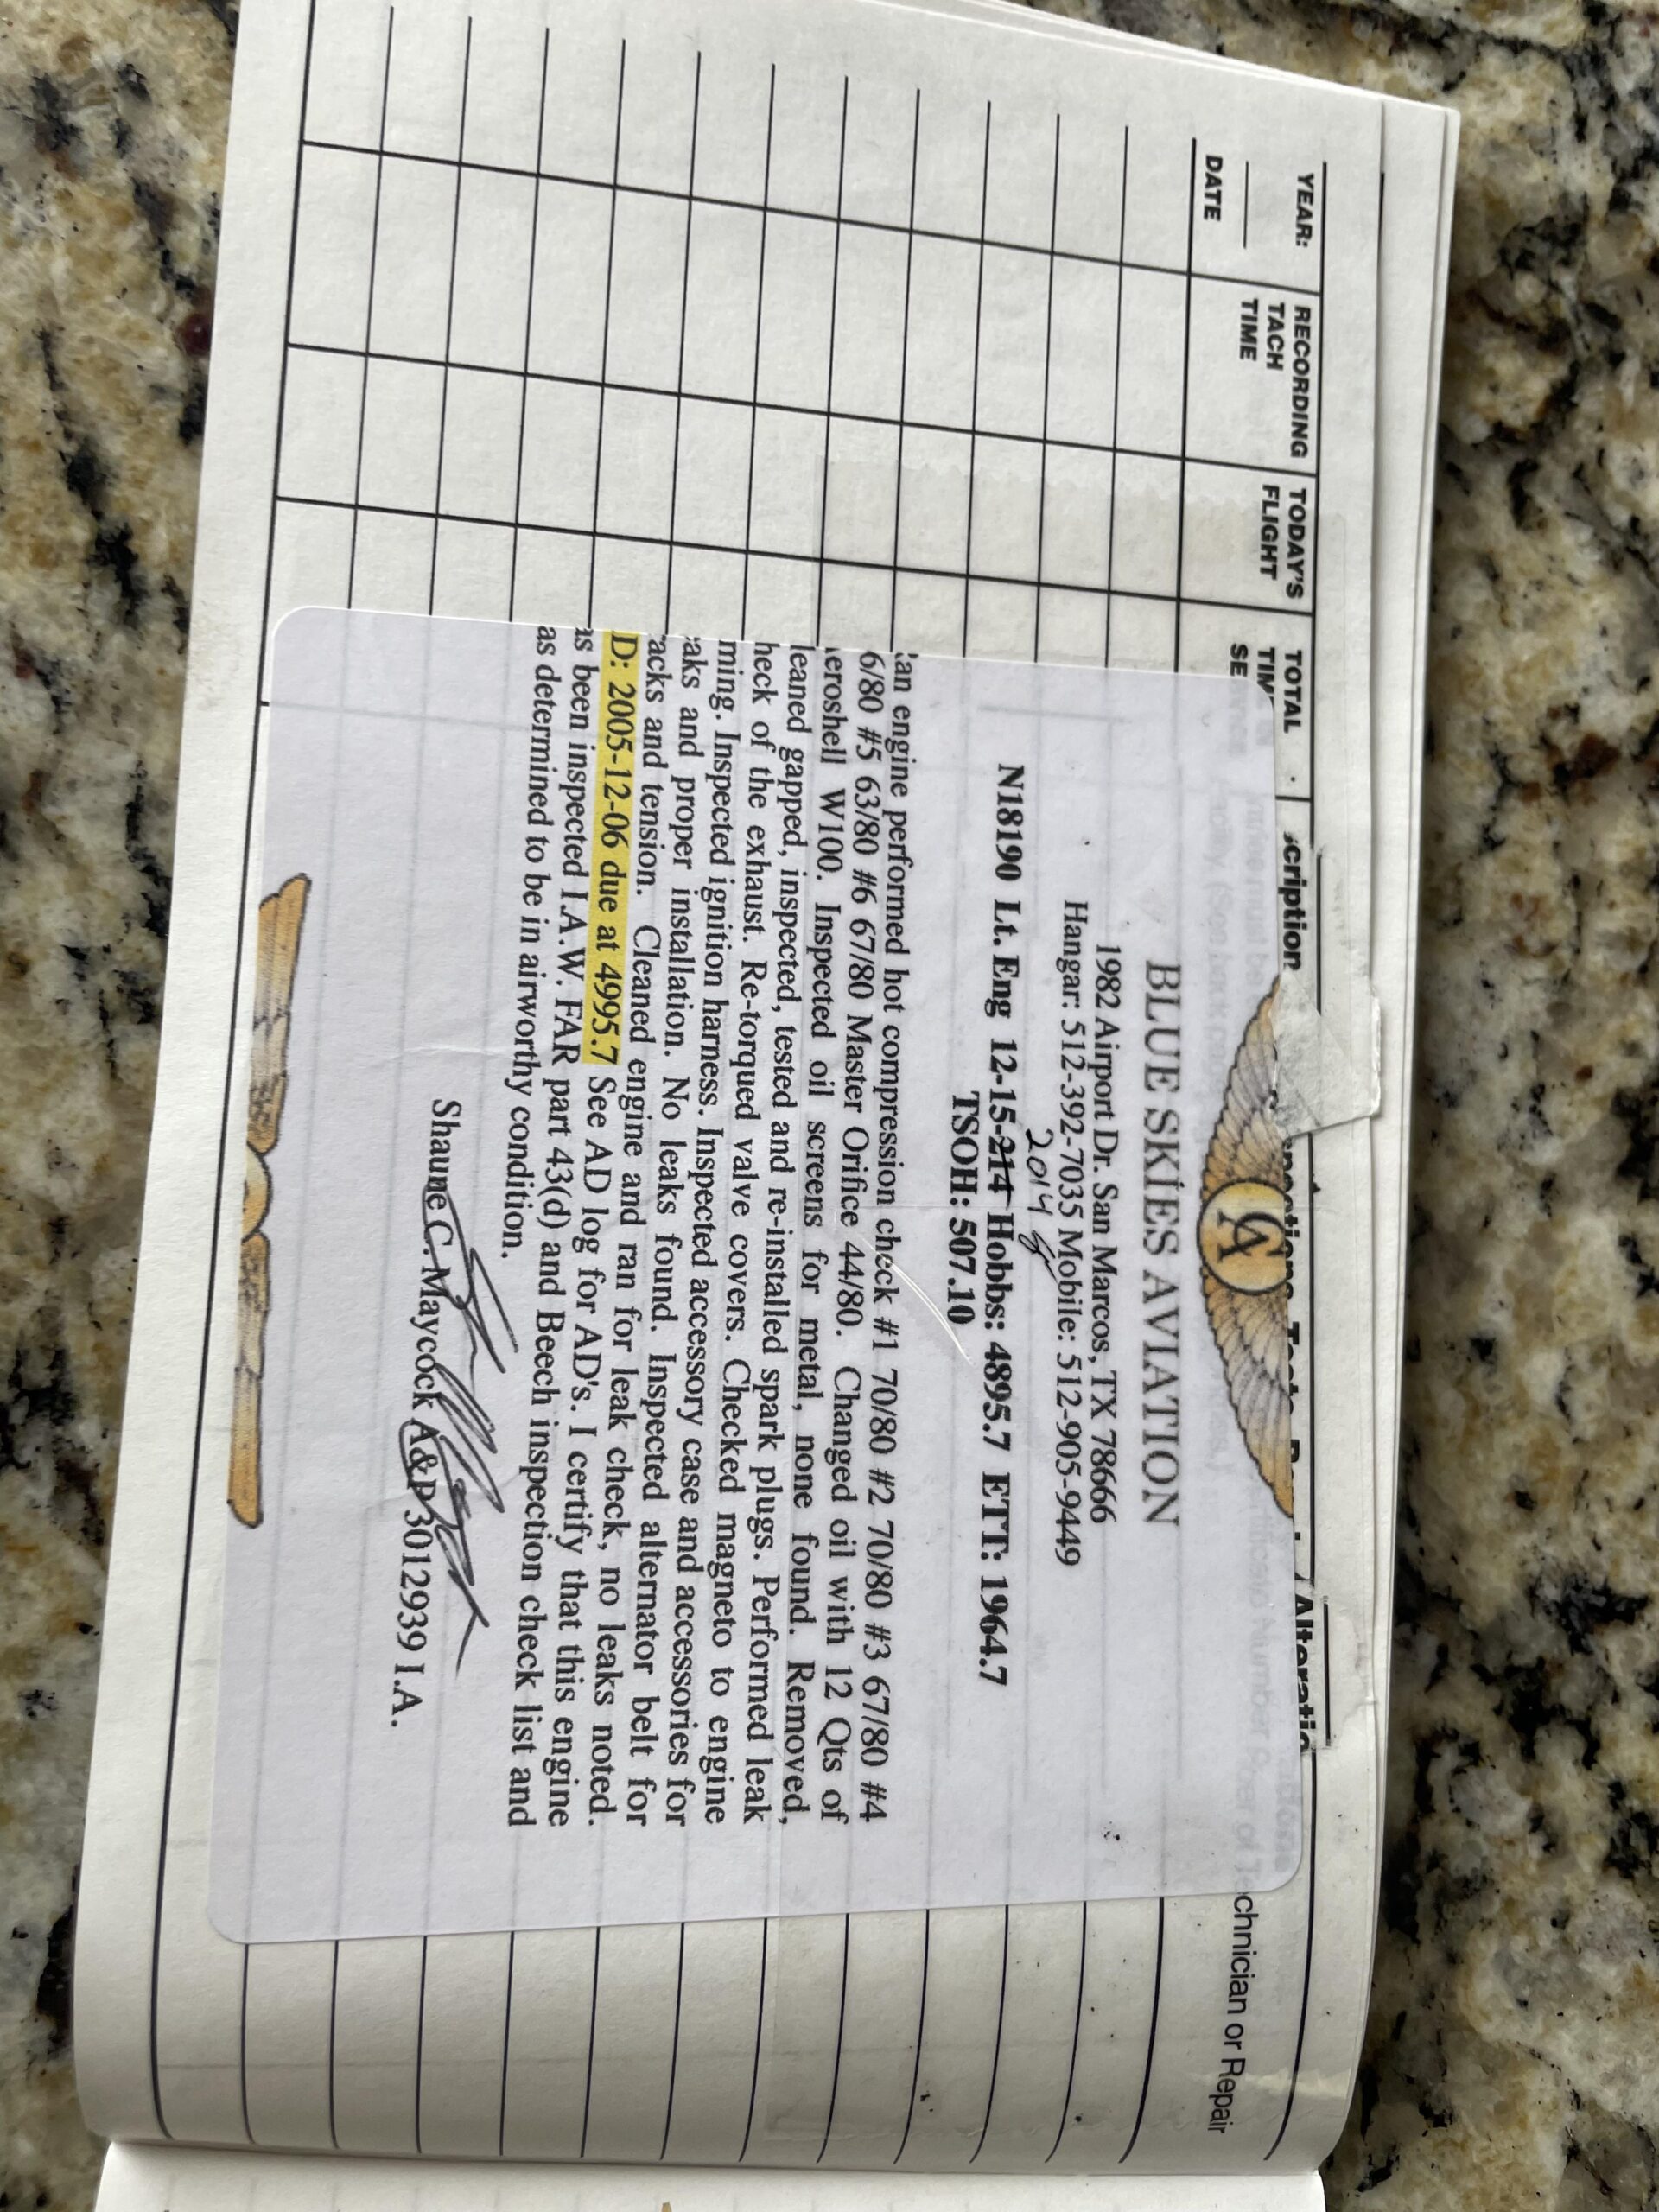 YEAR:
DATE
RECORDING
TACH
TIME
TODAY'S
FLIGHT
TOTAL
TIM
SE
scription
Alteratio
chnician or Repair
CA
BLUE SKIES AVIATION
1982 Airport Dr. San Marcos, TX 78666
Hangar: 512-392-7035 Mobile: 512-905-9449
2014
N18190 Lt. Eng 12-15-214 Hobbs: 4895.7 ETT: 1964.7
TSOH: 507.10
an engine performed hot compression check #1 70/80 #2 70/80 #3 67/80 #4
6/80 #5 63/80 #6 67/80 Master Orifice 44/80. Changed oil with 12 Qts of
eroshell W100. Inspected oil screens for metal, none found. Removed,
leaned gapped, inspected, tested and re-installed spark plugs. Performed leak
heck of the exhaust. Re-torqued valve covers. Checked magneto to engine
ming. Inspected ignition harness. Inspected accessory case and accessories for
aks and proper installation. No leaks found. Inspected alternator belt for
acks and tension. Cleaned engine and ran for leak check, no leaks noted.
D: 2005-12-06 due at 4995.7 See AD log for AD's. I certify that this engine
as been inspected I.A.W. FAR part 43(d) and Beech inspection check list and
as determined to be in airworthy condition.
Shaune C. Maycock A&P 3012939 I.A.